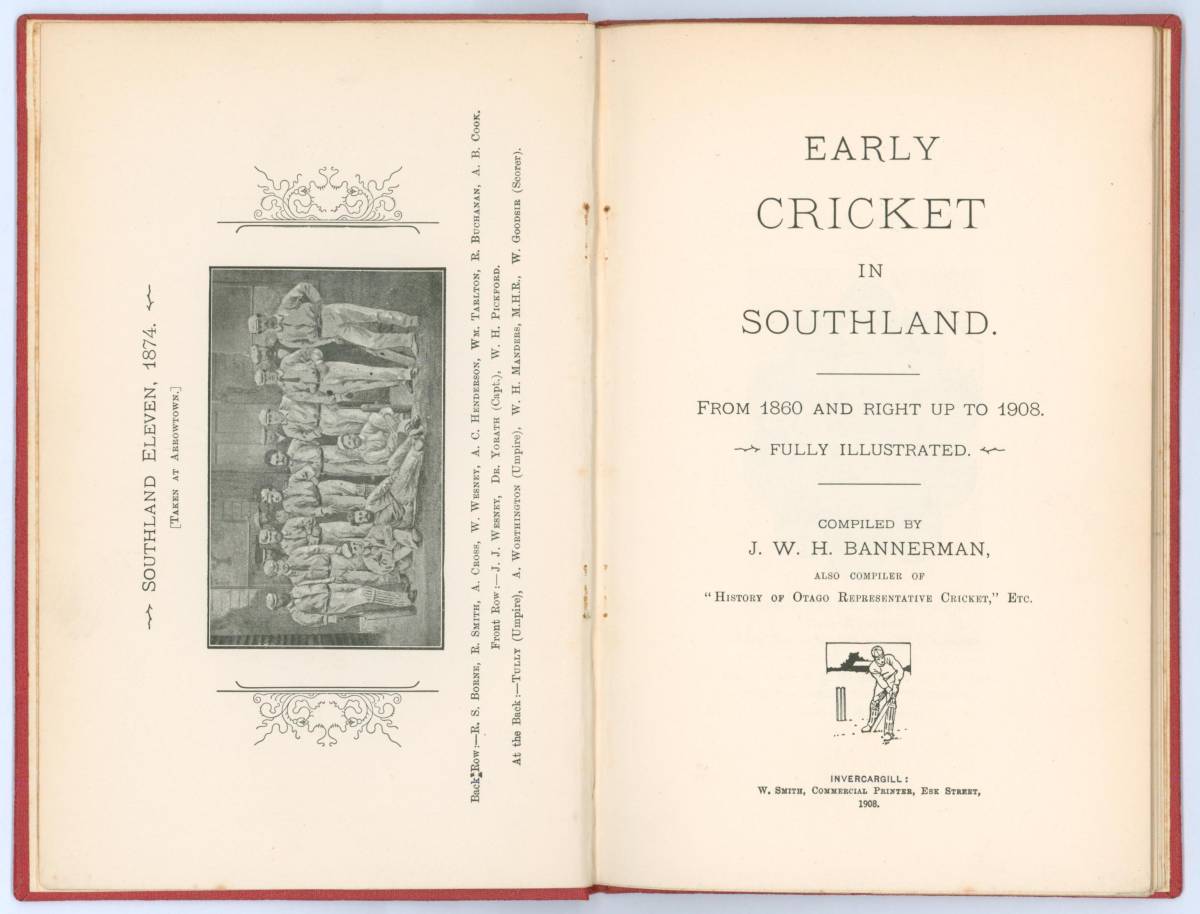 SOUTHLAND ELEVEN, 1874.
[TAKEN AT ARROWTOWN.]
Back Row:—R. S. BORNE, R. SMITH, A. CROSS, W. WESNEY, A. C. HENDERSON, WM. TARLTON, R. BUCHANAN, A. B. COOK.
Front Row:—J. J. WESNEY, DR. YORATH (Capt.), W. H. PICKFORD.
At the Back:—TULLY (Umpire), A. WORTHINGTON (Umpire), W. H. MANDERS, M.H.R., W. GOODSIR (Scorer).
EARLY
CRICKET
IN
SOUTHLAND.
FROM 1860 AND RIGHT UP TO 1908.
FULLY ILLUSTRATED.
COMPILED BY
J. W. H. BANNERMAN,
ALSO COMPILER OF
"HISTORY OF OTAGO REPRESENTATIVE CRICKET," ETC.
INVERCARGILL:
W. SMITH, COMMERCIAL PRINTER, ESK STREET,
1908.